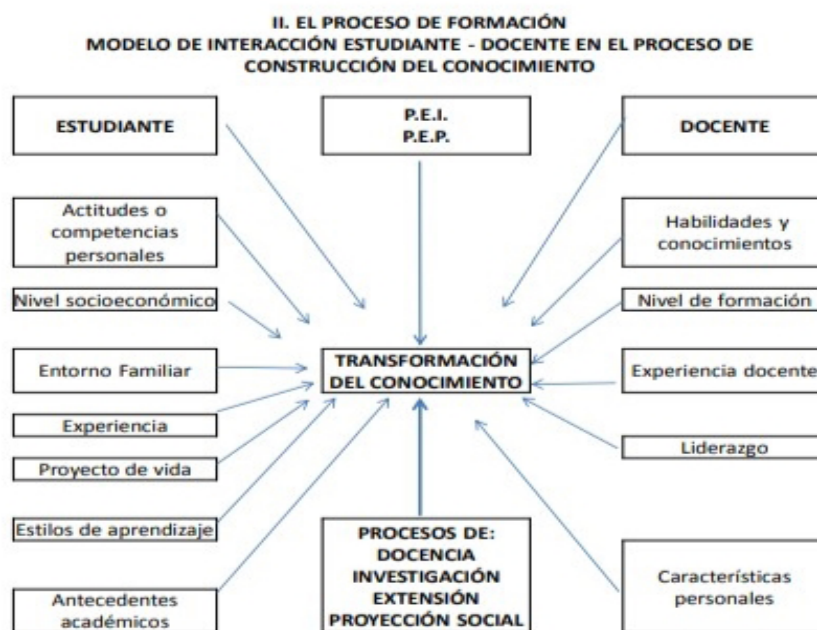 II. EL PROCESO DE FORMACIÓN
MODELO DE INTERACCIÓN ESTUDIANTE - DOCENTE EN EL PROCESO DE
CONSTRUCCIÓN DEL CONOCIMIENTO
ESTUDIANTE
P.E.I.
P.E.P.
DOCENTE
Actitudes o
competencias
personales
Habilidades y
conocimientos
Nivel socioeconómico
Nivel de formación
Entorno Familiar
TRANSFORMACIÓN
DEL CONOCIMIENTO
Experiencia docente
Experiencia
Liderazgo
Proyecto de vida
Estilos de aprendizaje
PROCESOS DE:
DOCENCIA
INVESTIGACIÓN
EXTENSIÓN
PROYECCIÓN SOCIAL
Características
personales
Antecedentes
académicos